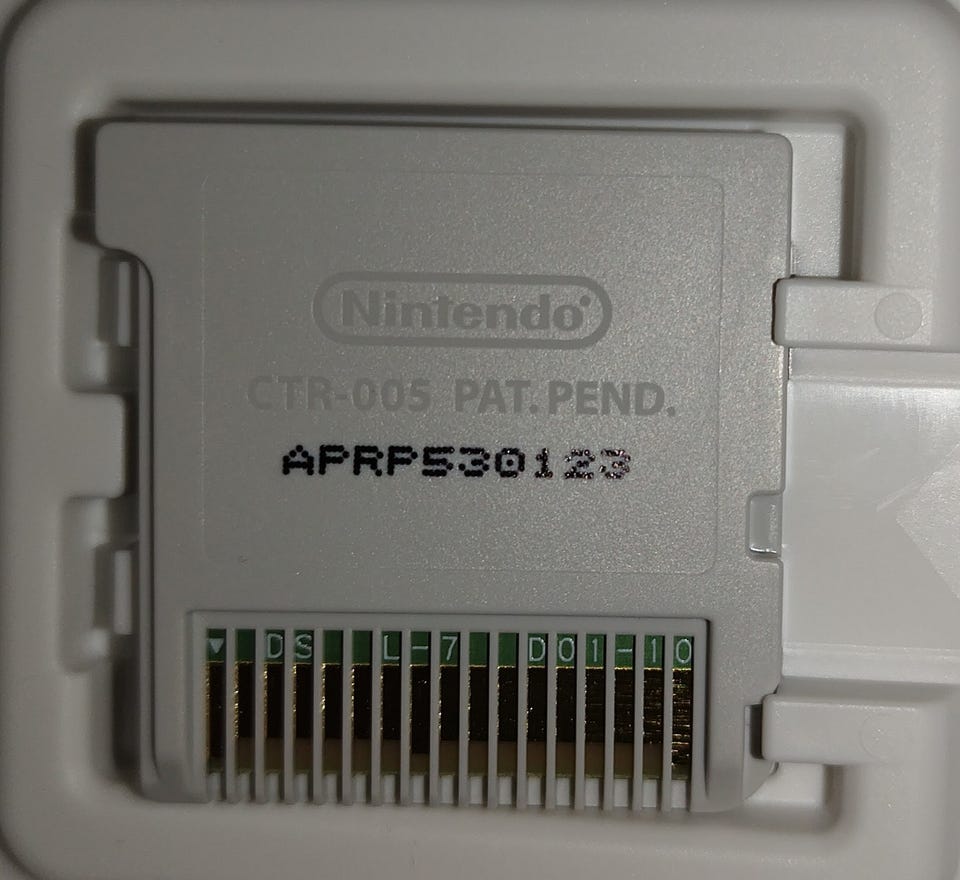 Nintendo®
CTR-005 PAT. PEND.
APRP530123
▼ DS L-7 D01-10